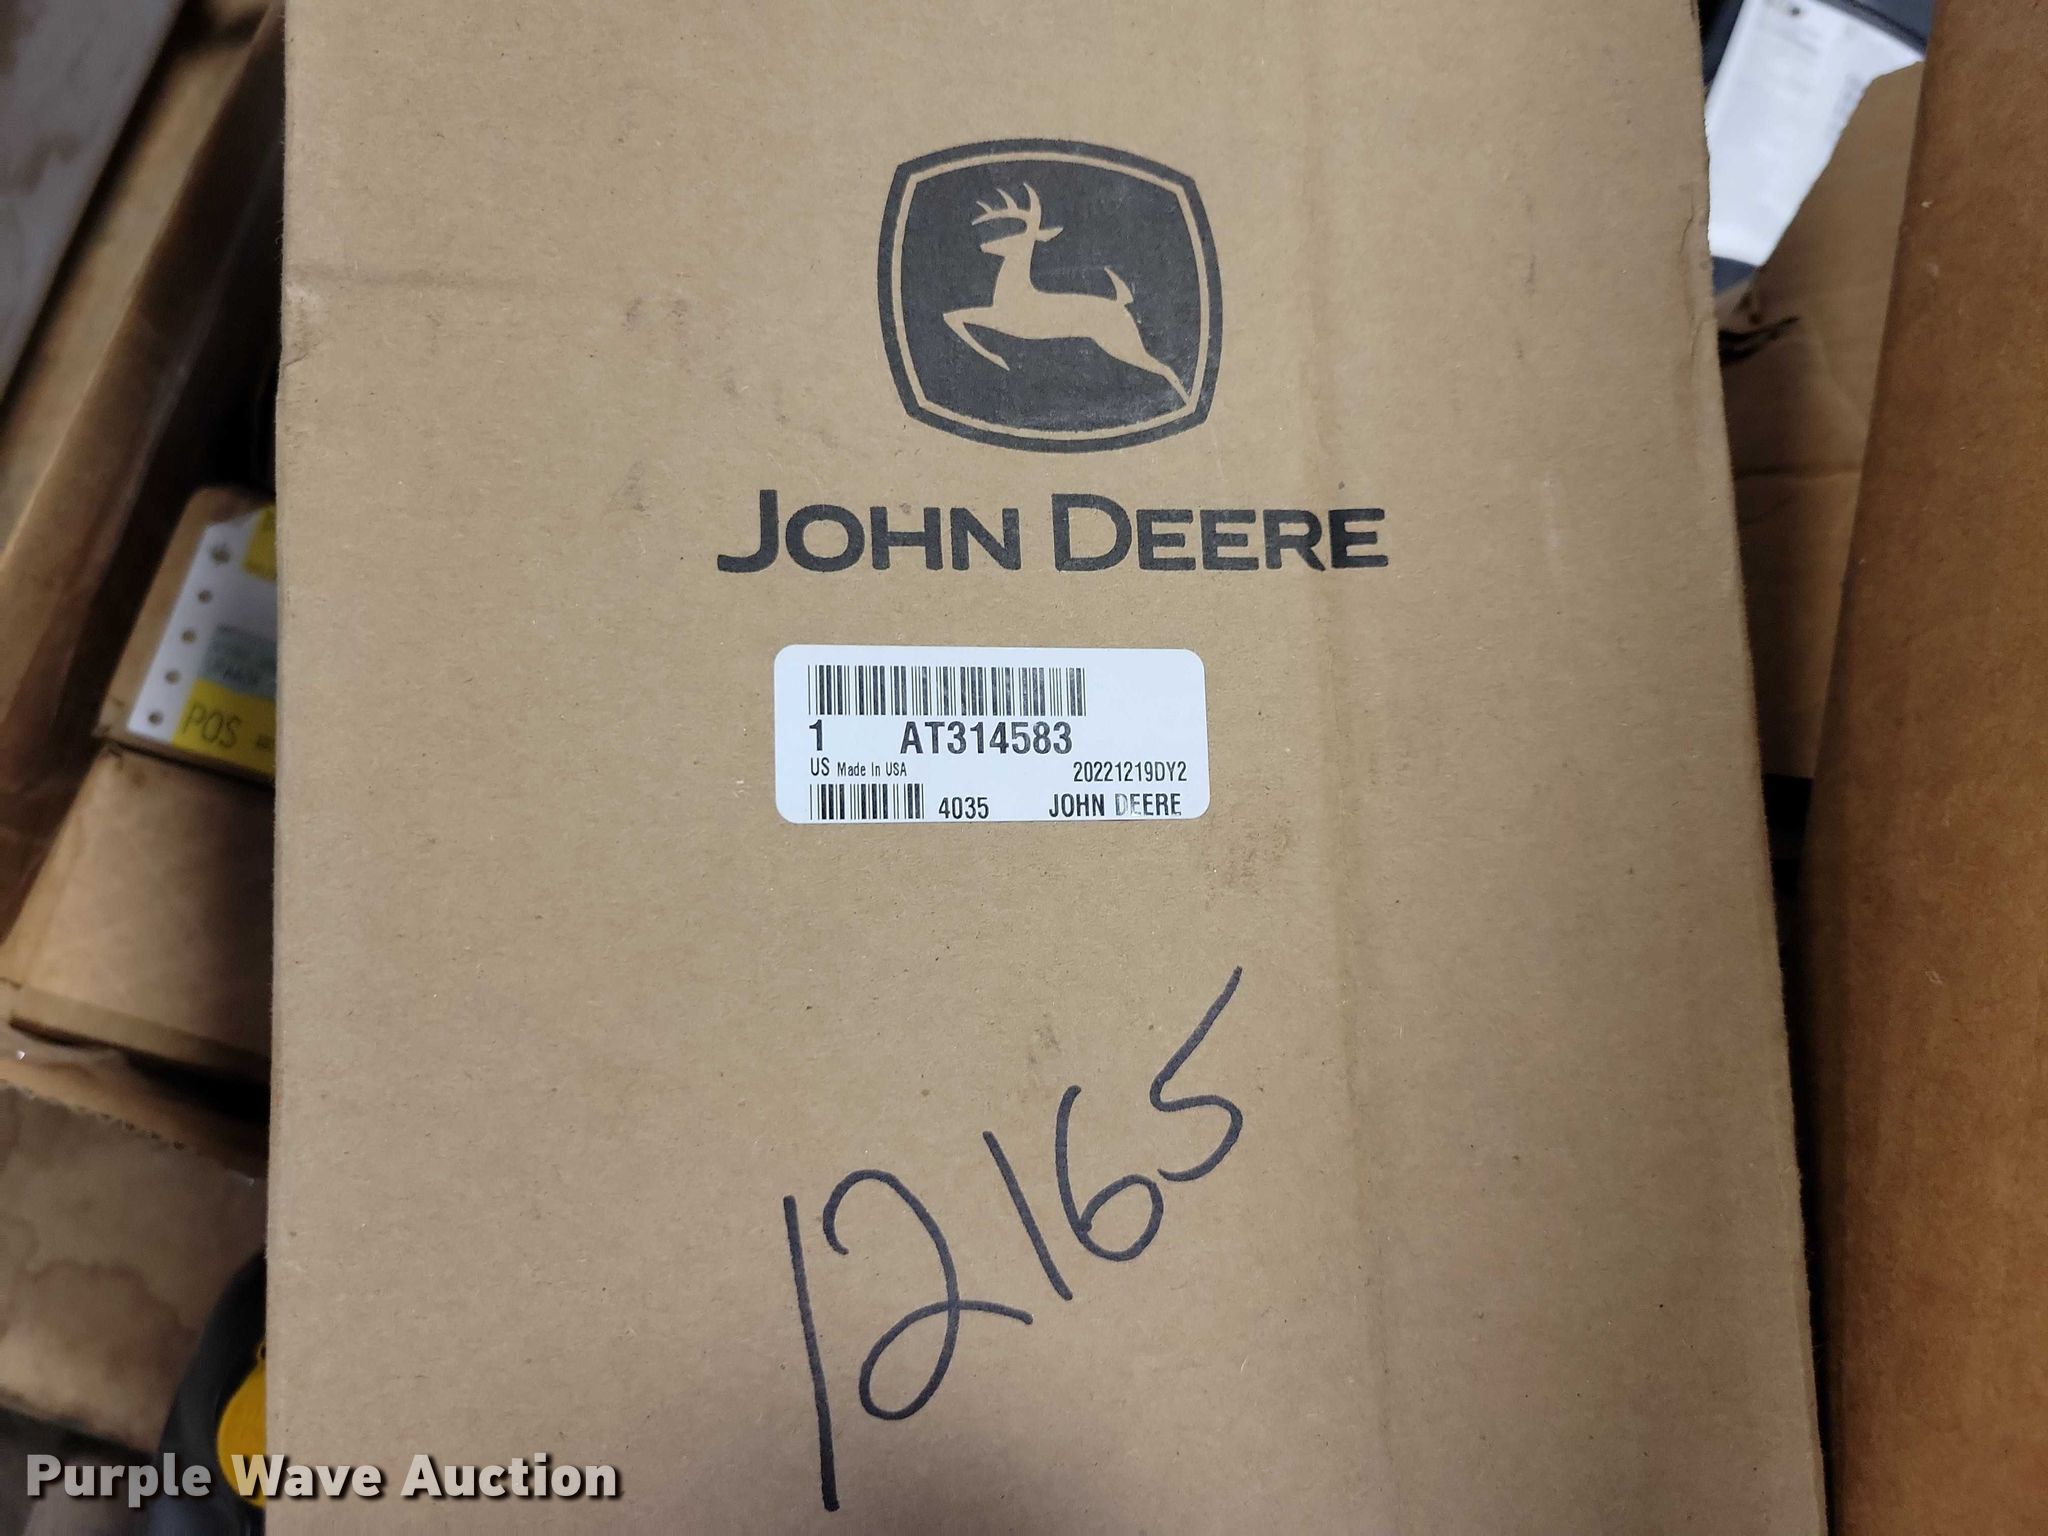 JOHN DEERE
1 AT314583
US Made In USA 20221219DY2
4035 JOHN DEERE
12165
POS
Purple Wave Auction